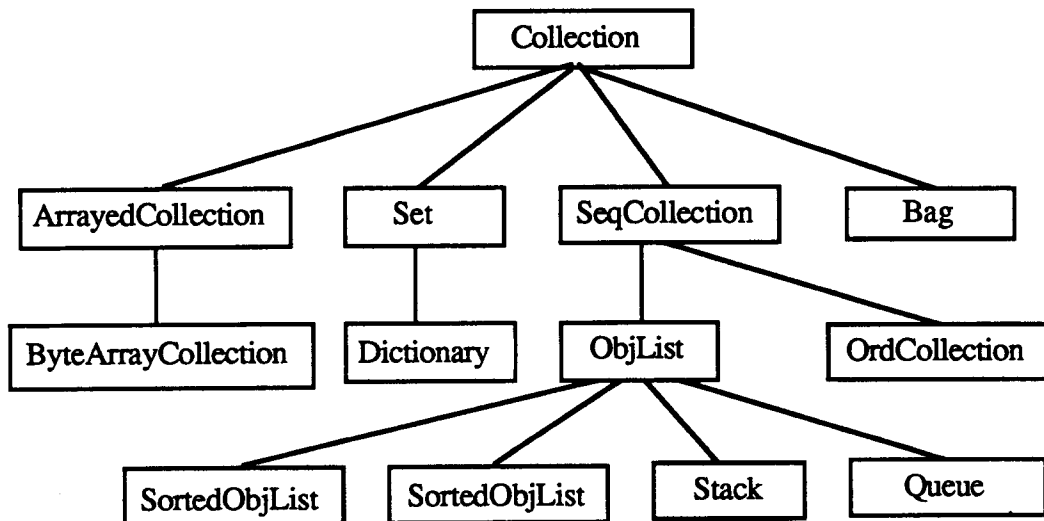 Collection
ArrayedCollection
Set
SeqCollection
Bag
ByteArrayCollection
Dictionary
ObjList
OrdCollection
SortedObjList
SortedObjList
Stack
Queue